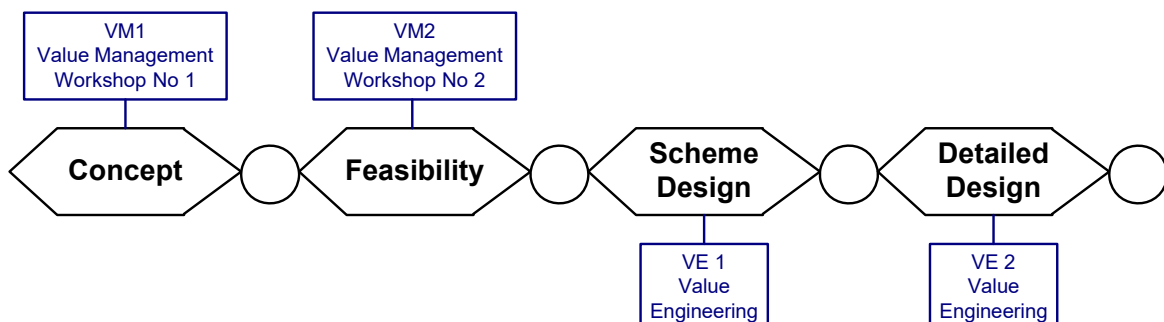 VM1
Value Management
Workshop No 1
VM2
Value Management
Workshop No 2
Concept
Feasibility
Scheme
Design
Detailed
Design
VE 1
Value
Engineering
VE 2
Value
Engineering